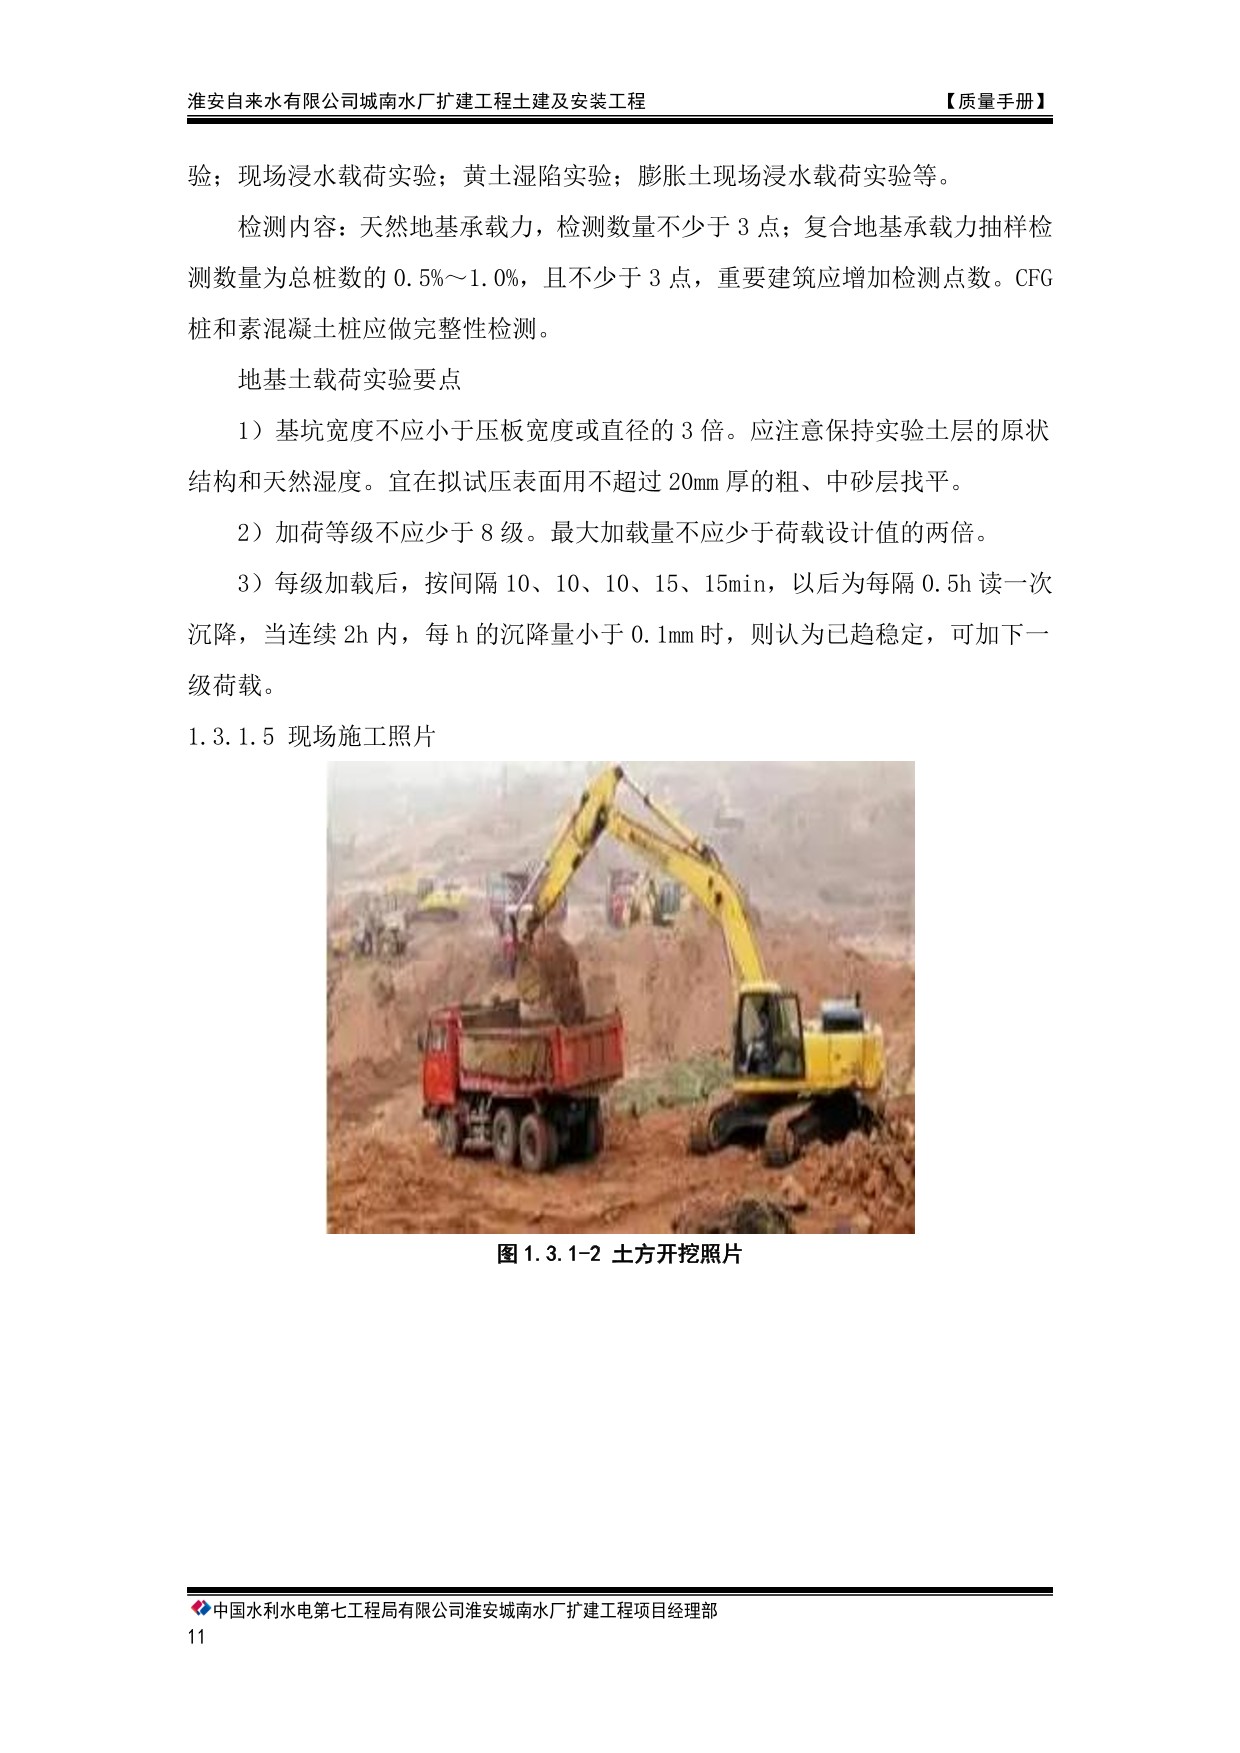 淮安自来水有限公司城南水厂扩建工程土建及安装工程 【质量手册】
验；现场浸水载荷实验；黄土湿陷实验；膨胀土现场浸水载荷实验等。
检测内容：天然地基承载力，检测数量不少于 3 点；复合地基承载力抽样检
测数量为总桩数的 0.5%～1.0%，且不少于 3 点，重要建筑应增加检测点数。CFG
桩和素混凝土桩应做完整性检测。
地基土载荷实验要点
1）基坑宽度不应小于压板宽度或直径的 3 倍。应注意保持实验土层的原状
结构和天然湿度。宜在拟试压表面用不超过 20mm 厚的粗、中砂层找平。
2）加荷等级不应少于 8 级。最大加载量不应少于荷载设计值的两倍。
3）每级加载后，按间隔 10、10、10、15、15min，以后为每隔 0.5h 读一次
沉降，当连续 2h 内，每 h 的沉降量小于 0.1mm 时，则认为已趋稳定，可加下一
级荷载。
1.3.1.5 现场施工照片
图 1.3.1-2 土方开挖照片
中国水利水电第七工程局有限公司淮安城南水厂扩建工程项目经理部
11